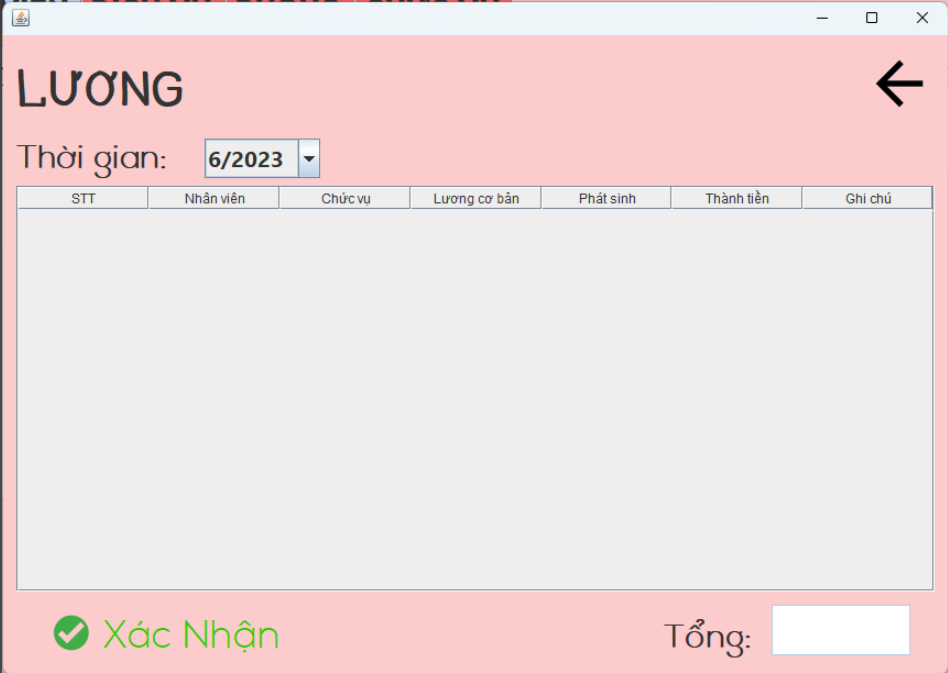 LƯƠNG
Thời gian: 6/2023
STT Nhân viên Chức vụ Lương cơ bản Phát sinh Thành tiền Ghi chú
Xác Nhận Tổng: